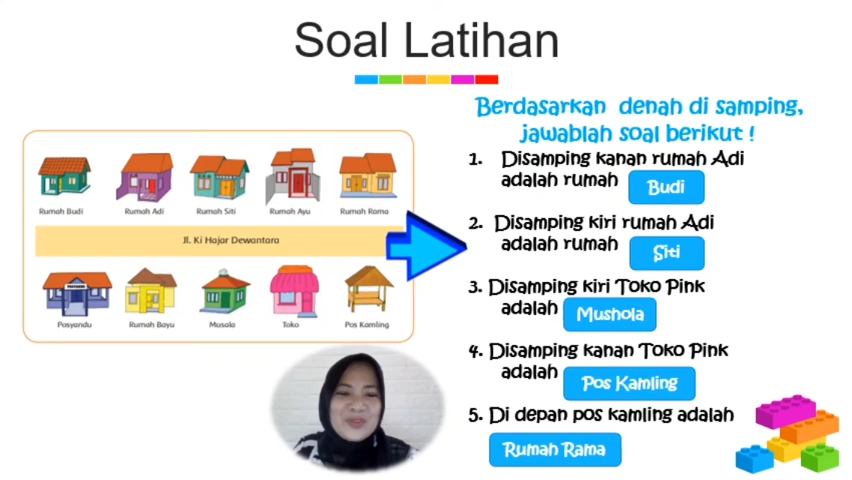 Soal Latihan
Berdasarkan denah di samping,
jawablah soal berikut !
Rumah Budi
Rumah Adi
Rumah Siti
Rumah Ayu
Rumah Rama
Jl. Ki Hajar Dewantara
POSYANDU
Posyandu
Rumah Bayu
Musala
Toko
Pos Kamling
1. Disamping kanan rumah Adi
adalah rumah Budi
2. Disamping kiri rumah Adi
adalah rumah Siti
3. Disamping kiri Toko Pink
adalah Mushola
4. Disamping kanan Toko Pink
adalah Pos Kamling
5. Di depan pos kamling adalah
Rumah Rama